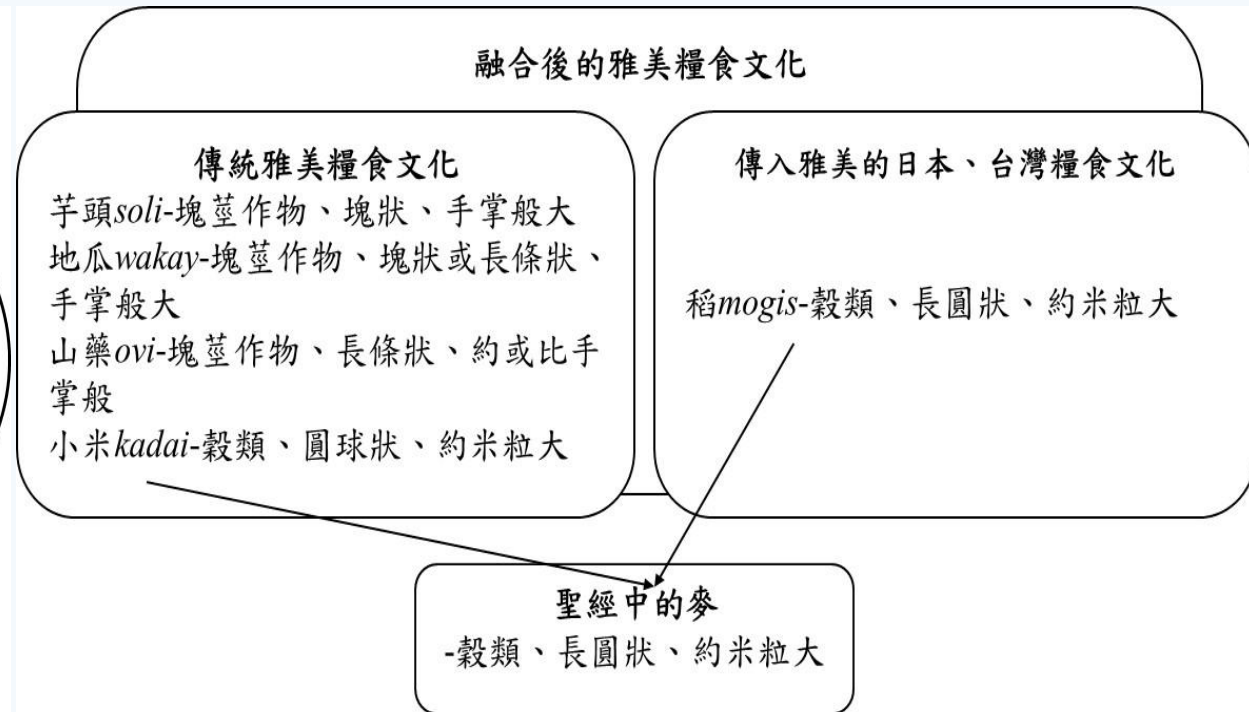 融合後的雅美糧食文化
傳統雅美糧食文化
芋頭soli-塊莖作物、塊狀、手掌般大
地瓜wakay-塊莖作物、塊狀或長條狀、
手掌般大
山藥ovi-塊莖作物、長條狀、約或比手
掌般
小米kadai-穀類、圓球狀、約米粒大
傳入雅美的日本、台灣糧食文化
稻mogis-穀類、長圓狀、約米粒大
聖經中的麥
-穀類、長圓狀、約米粒大